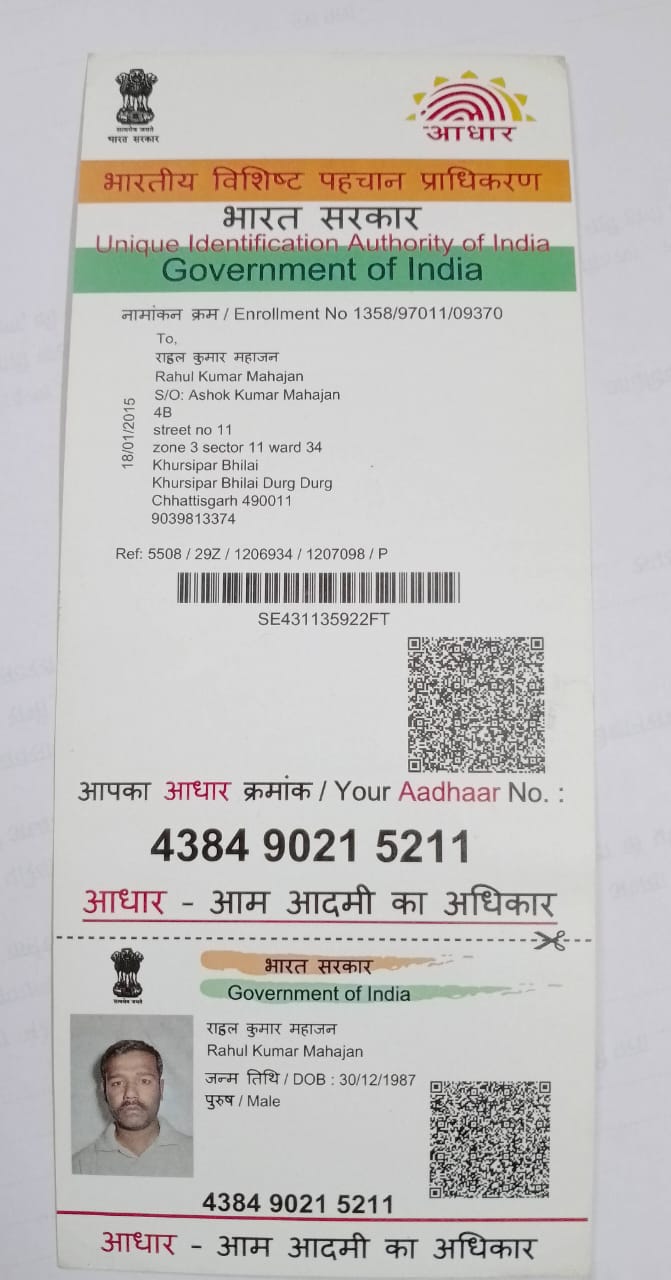 सत्यमेव जयते
भारत सरकार
आधार
भारतीय विशिष्ट पहचान प्राधिकरण
भारत सरकार
Unique Identification Authority of India
Government of India
नामांकन क्रम / Enrollment No 1358/97011/09370
To,
राहुल कुमार महाजन
Rahul Kumar Mahajan
S/O: Ashok Kumar Mahajan
4B
street no 11
zone 3 sector 11 ward 34
Khursipar Bhilai
Khursipar Bhilai Durg Durg
Chhattisgarh 490011
9039813374
18/01/2015
Ref: 5508 / 29Z / 1206934 / 1207098 / P
SE431135922FT
आपका आधार क्रमांक / Your Aadhaar No. :
4384 9021 5211
आधार - आम आदमी का अधिकार
सत्यमेव जयते
भारत सरकार
Government of India
राहुल कुमार महाजन
Rahul Kumar Mahajan
जन्म तिथि / DOB : 30/12/1987
पुरुष / Male
4384 9021 5211
आधार - आम आदमी का अधिकार